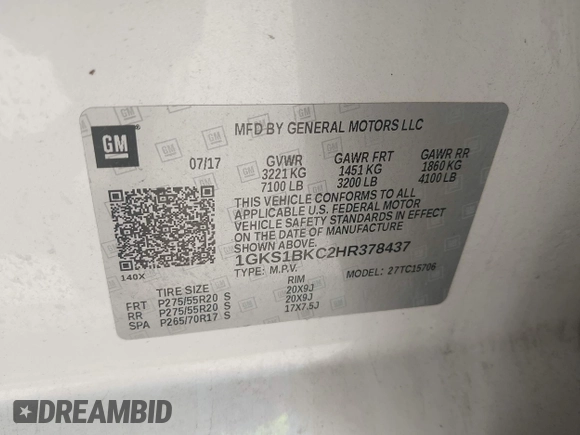 GM
MFD BY GENERAL MOTORS LLC
07/17 GVWR GAWR FRT GAWR RR
3221 KG 1451 KG 1860 KG
7100 LB 3200 LB 4100 LB
THIS VEHICLE CONFORMS TO ALL
APPLICABLE U.S. FEDERAL MOTOR
VEHICLE SAFETY STANDARDS IN EFFECT
ON THE DATE OF MANUFACTURE
SHOWN ABOVE.
1GKS1BKC2HR378437
140X TYPE: M.P.V. MODEL: 27TC15706
TIRE SIZE RIM
FRT P275/55R20 S 20X9J
RR P275/55R20 S 20X9J
SPA P265/70R17 S 17X7.5J
DREAMBID